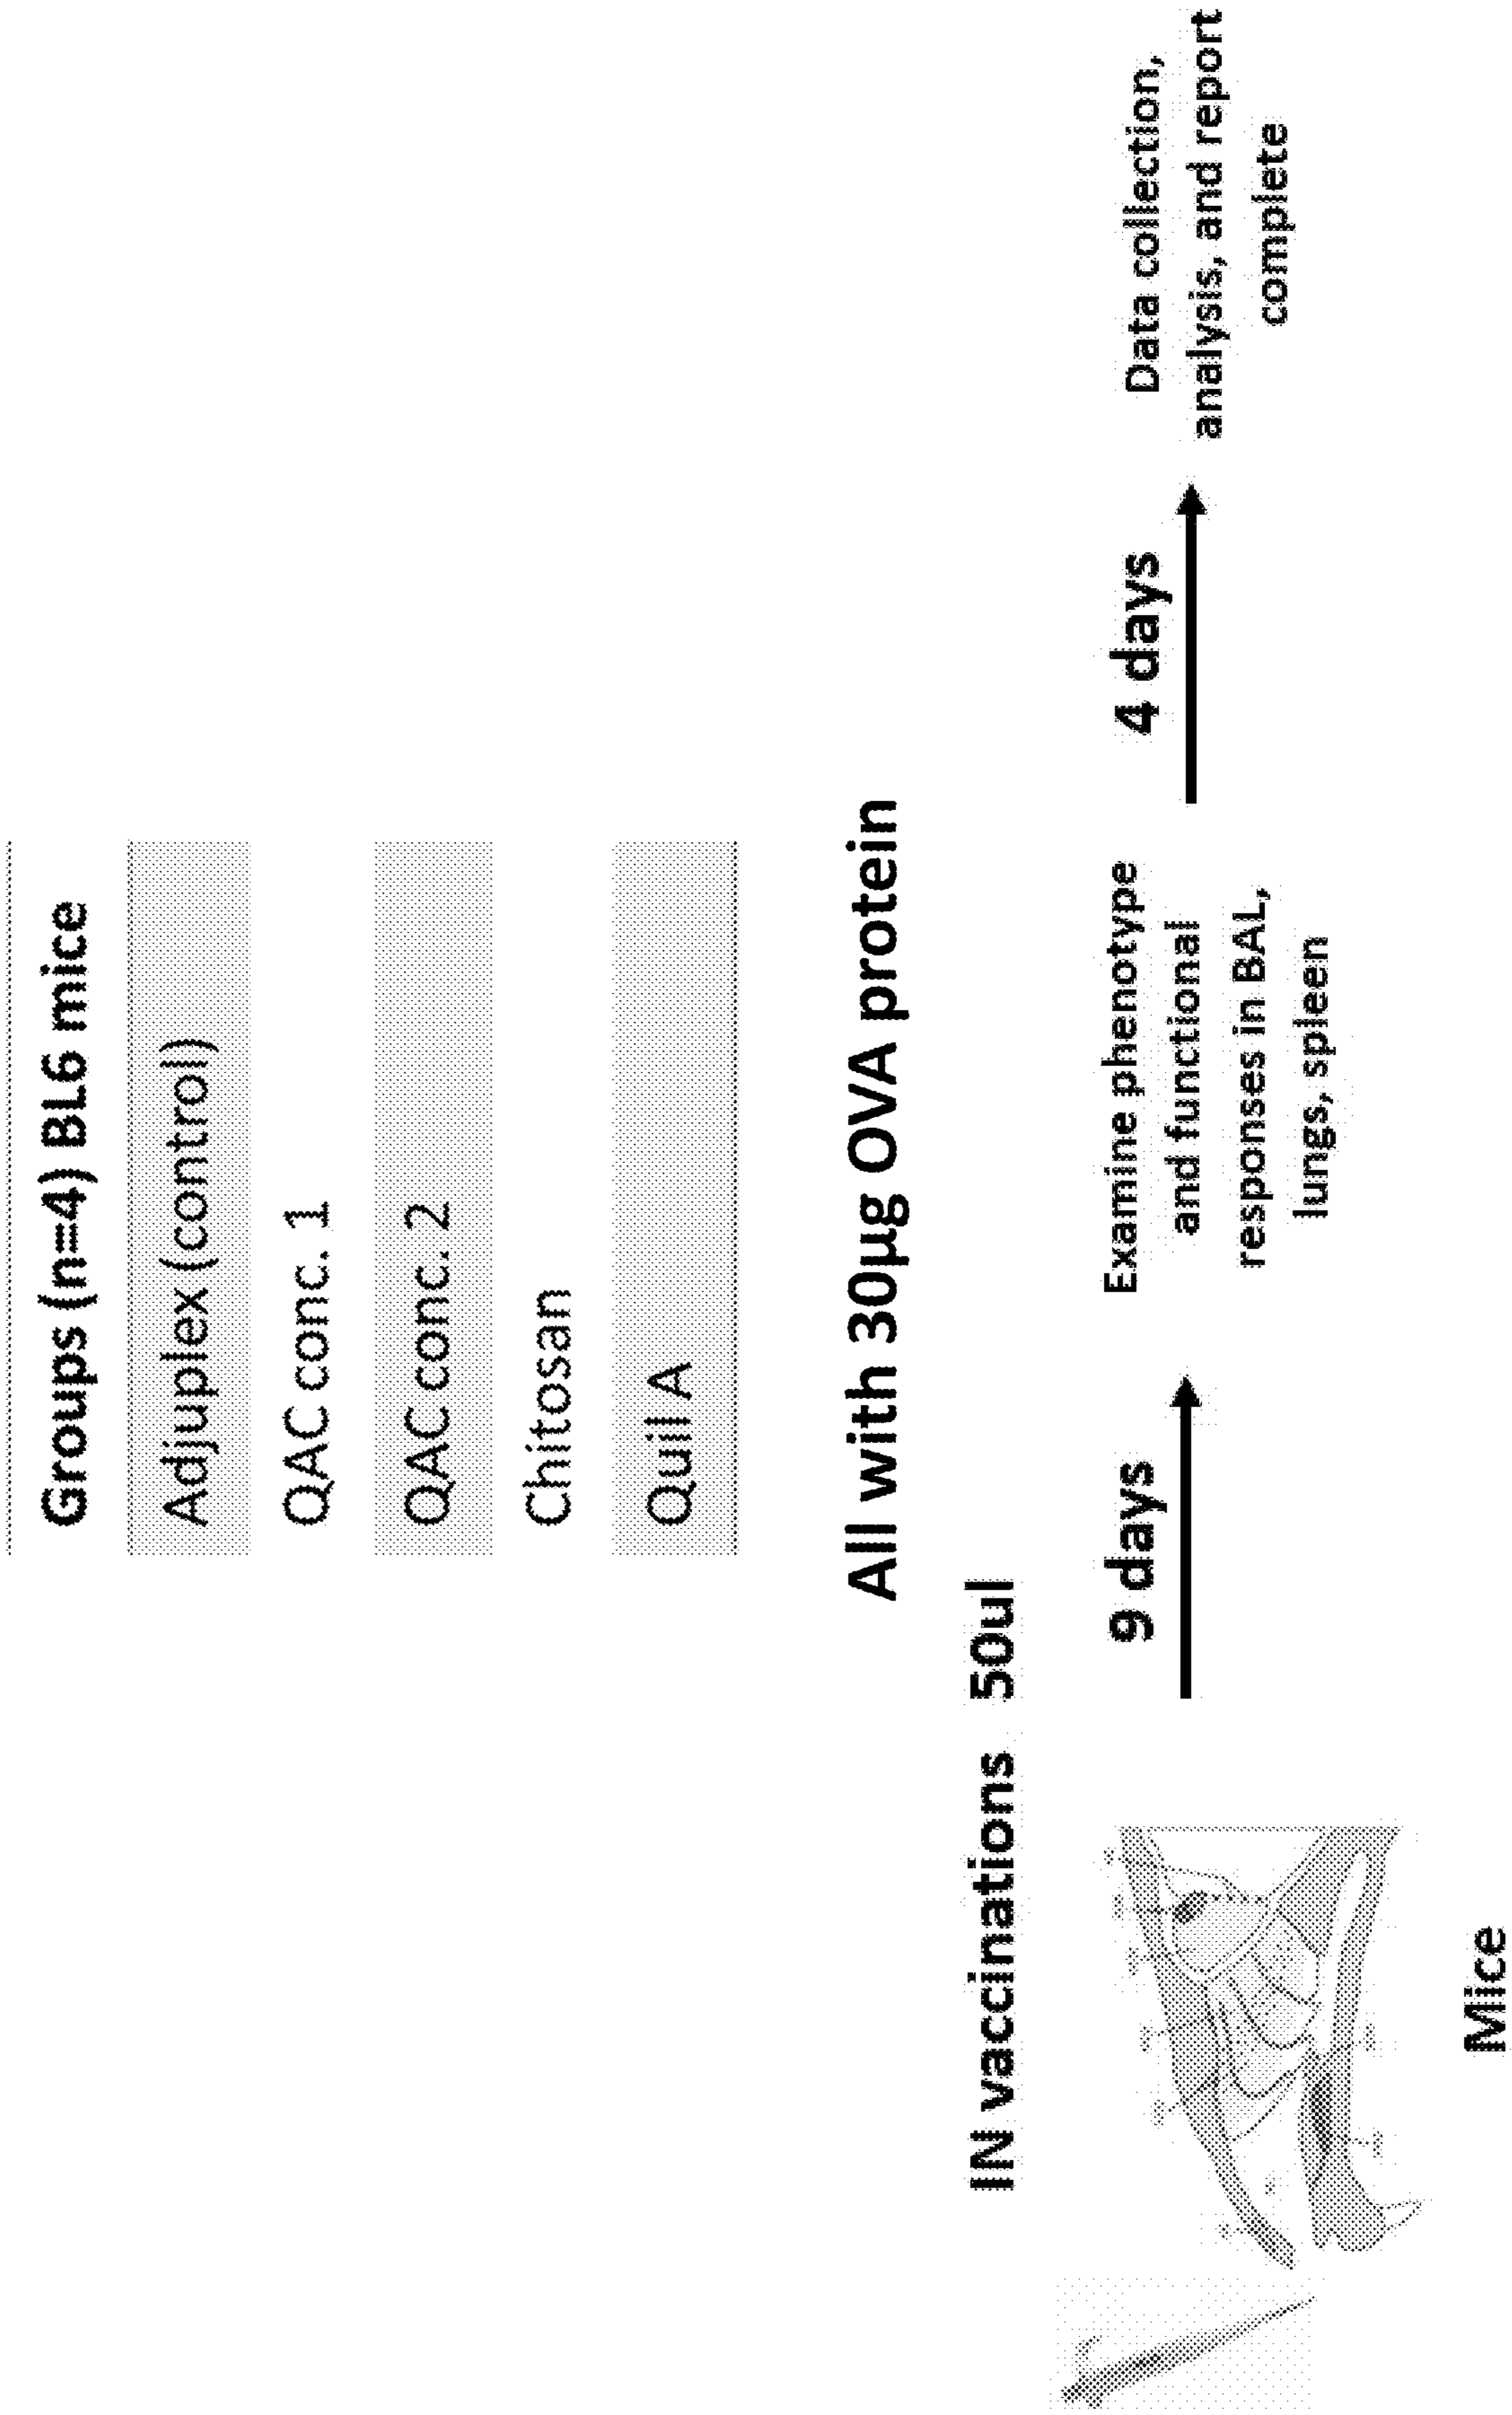 Groups (n=4) BL6 mice
Adjuplex (control)
QAC conc. 1
QAC conc. 2
Chitosan
Quil A
All with 30µg OVA protein
IN vaccinations 50ul
9 days
Examine phenotype
and functional
responses in BAL,
lungs, spleen
4 days
Data collection,
analysis, and report
complete
Mice